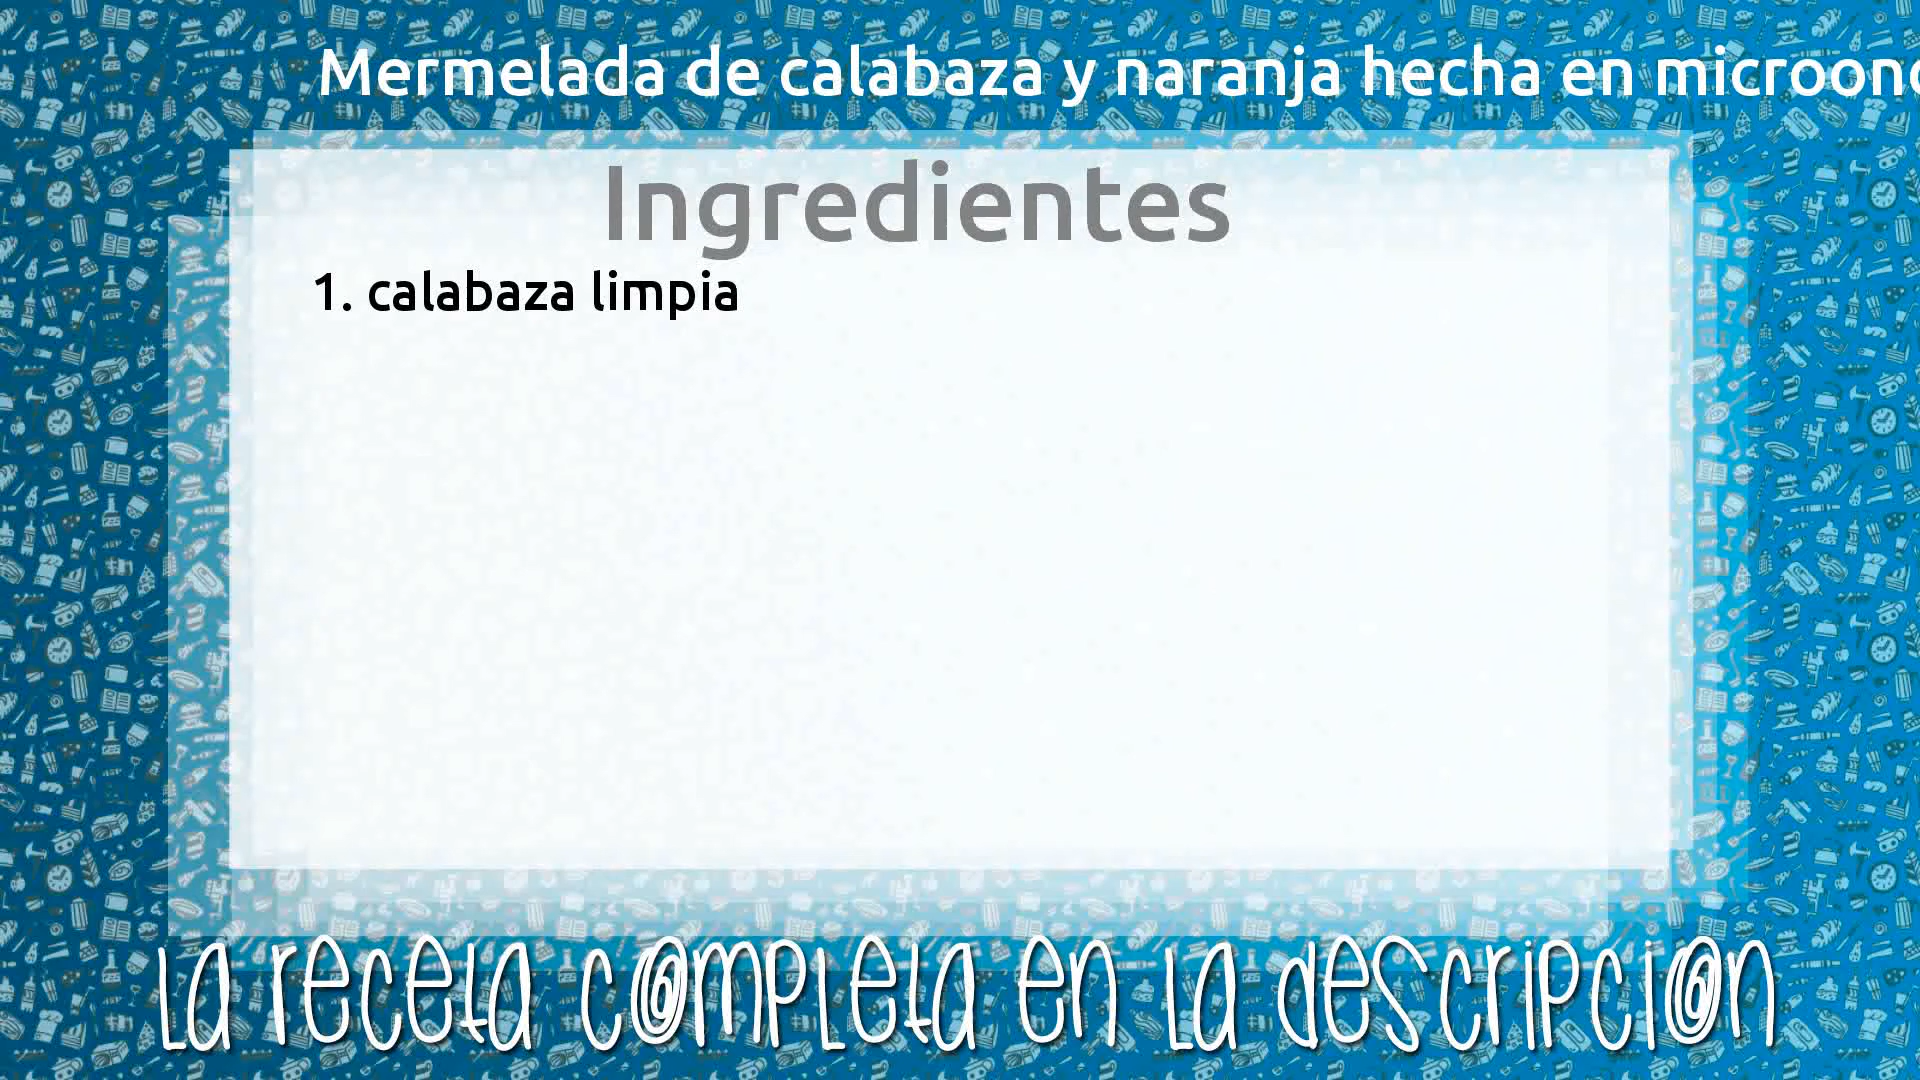 Mermelada de calabaza y naranja hecha en microond
Ingredientes
1. calabaza limpia
La receta completa en la descripcion